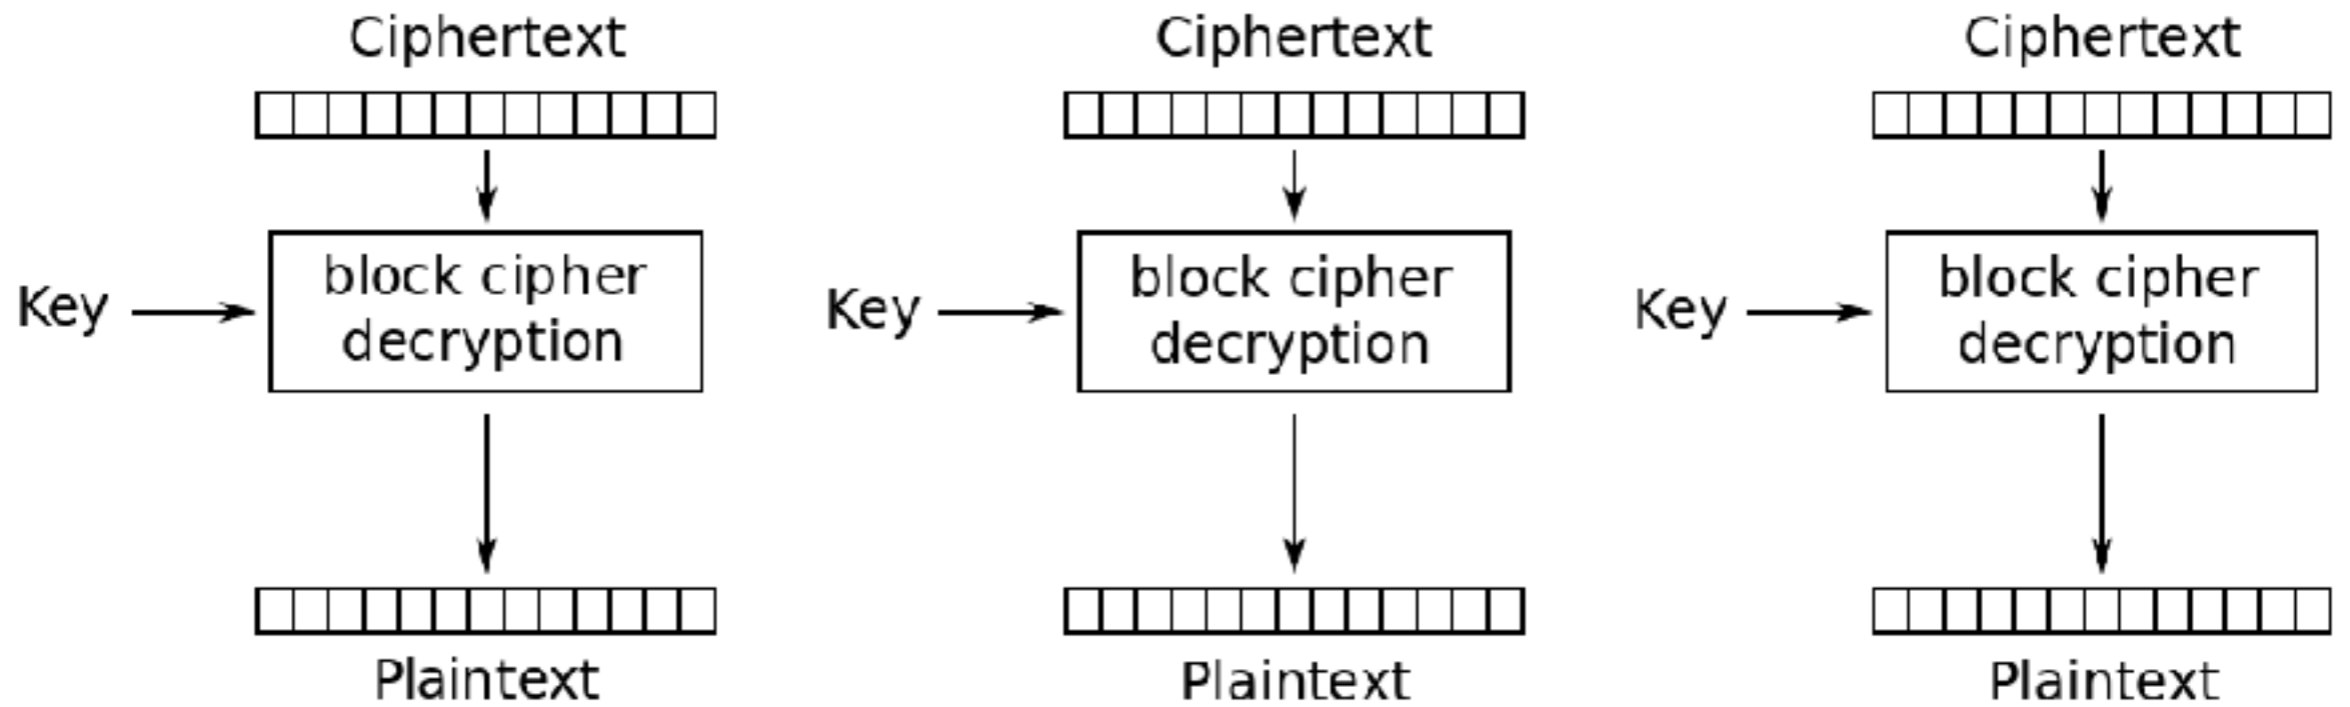 Ciphertext
Ciphertext
Ciphertext
Key
block cipher
decryption
Key
block cipher
decryption
Key
block cipher
decryption
Plaintext
Plaintext
Plaintext